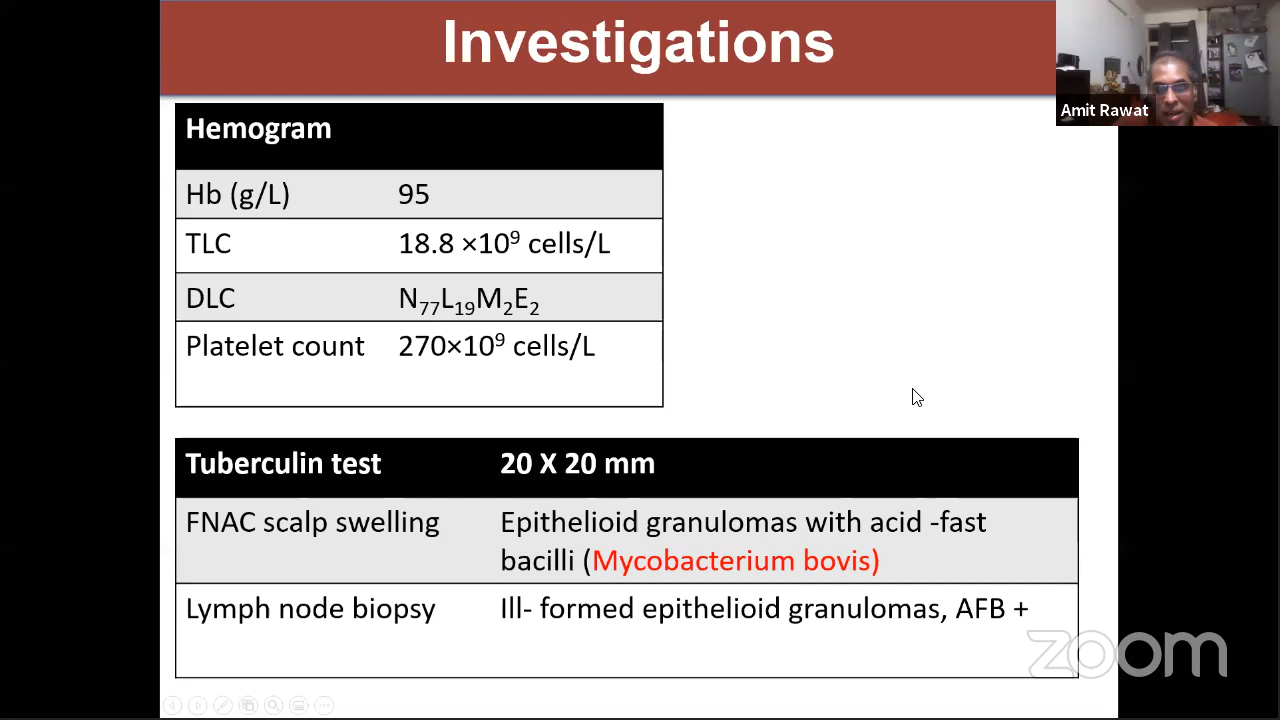 Investigations
Amit Rawat
Hemogram
Hb (g/L) 95
TLC 18.8 ×10⁹ cells/L
DLC N₇₇L₁₉M₂E₂
Platelet count 270×10⁹ cells/L
Tuberculin test 20 X 20 mm
FNAC scalp swelling Epithelioid granulomas with acid -fast
bacilli (Mycobacterium bovis)
Lymph node biopsy Ill- formed epithelioid granulomas, AFB +
zoom